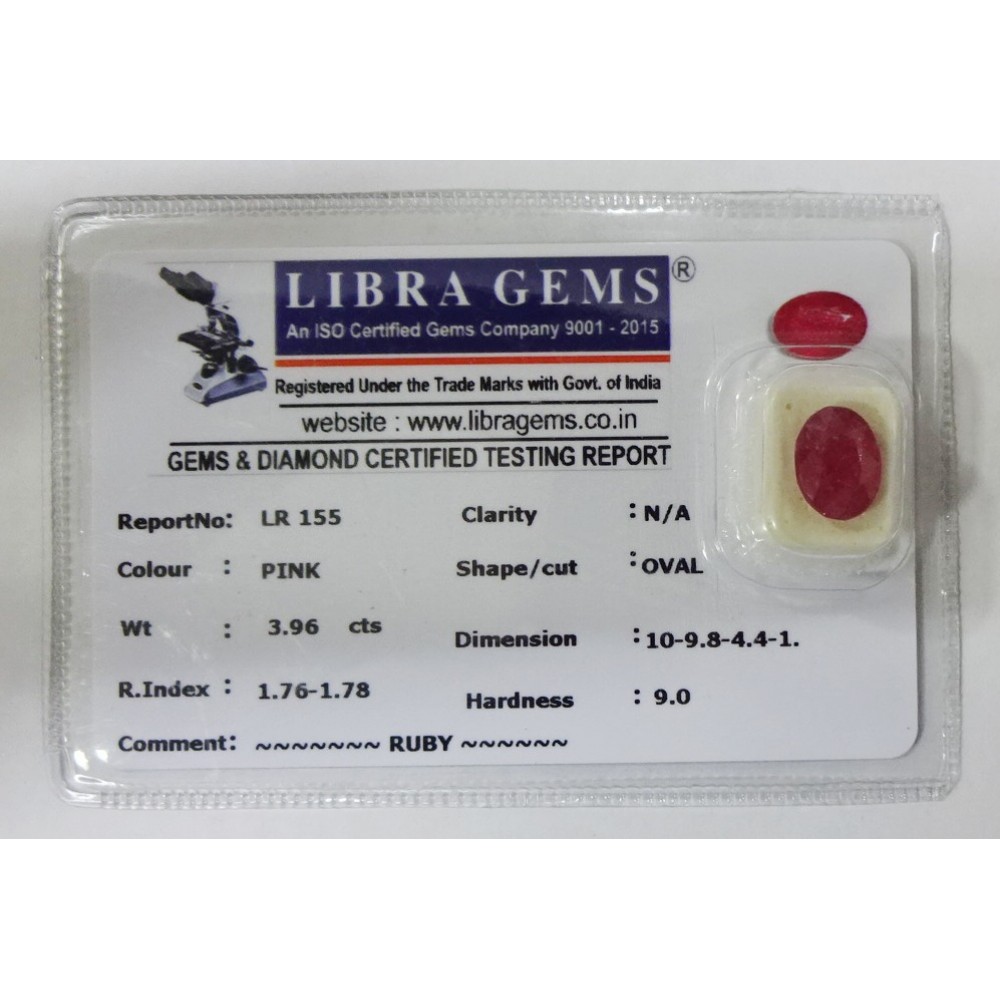 LIBRA GEMS ®
An ISO Certified Gems Company 9001 - 2015
Registered Under the Trade Marks with Govt. of India
website : www.libragems.co.in
GEMS & DIAMOND CERTIFIED TESTING REPORT
ReportNo: LR 155 Clarity : N/A
Colour : PINK Shape/cut : OVAL
Wt : 3.96 cts Dimension : 10-9.8-4.4-1.
R.Index : 1.76-1.78 Hardness : 9.0
Comment: ~~~~~~~ RUBY ~~~~~~